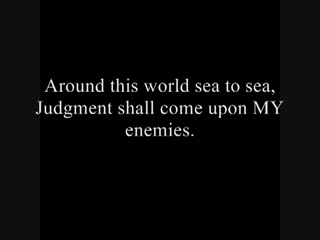 Around this world sea to sea,
Judgment shall come upon MY
enemies.